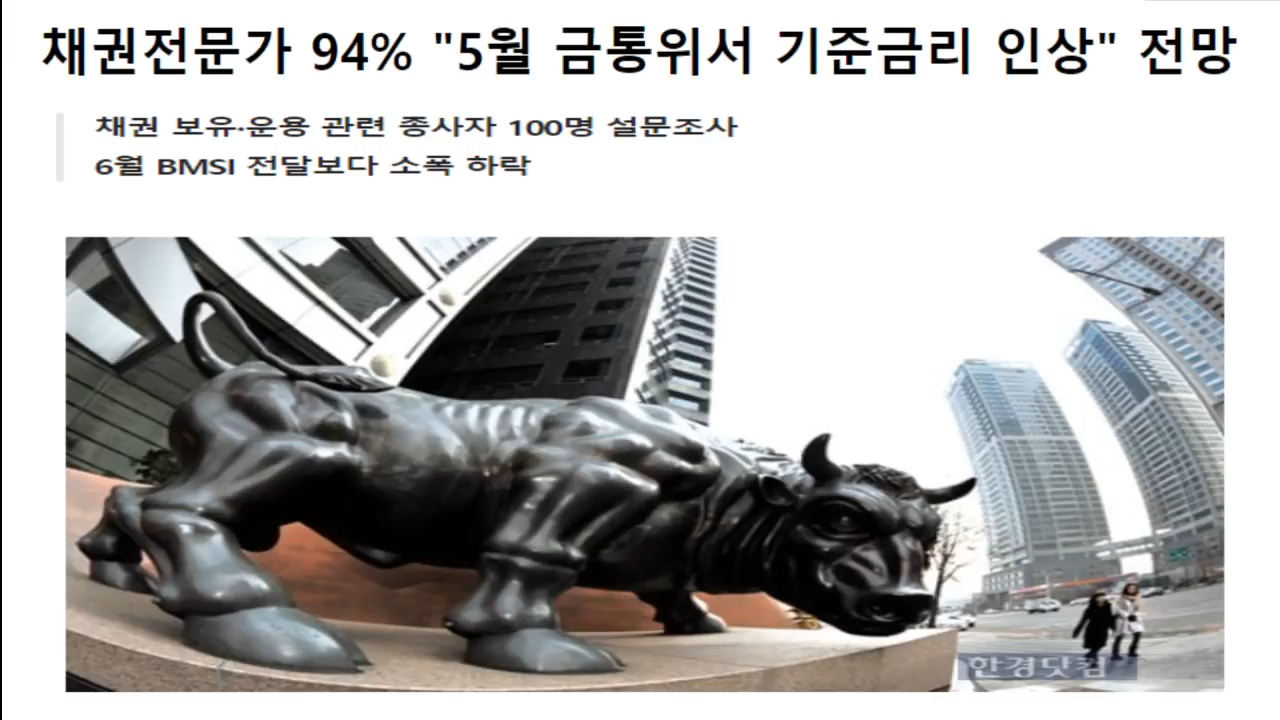 채권전문가 94% "5월 금통위서 기준금리 인상" 전망
채권 보유·운용 관련 종사자 100명 설문조사
6월 BMSI 전달보다 소폭 하락
한경닷컴